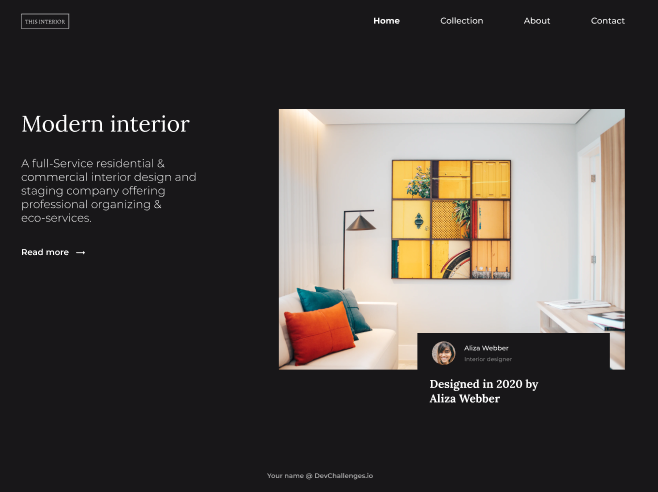 THIS INTERIOR
Home
Collection
About
Contact
Modern interior
A full-Service residential &
commercial interior design and
staging company offering
professional organizing &
eco-services.
Read more
Aliza Webber
Interior designer
Designed in 2020 by
Aliza Webber
Your name @ DevChallenges.io